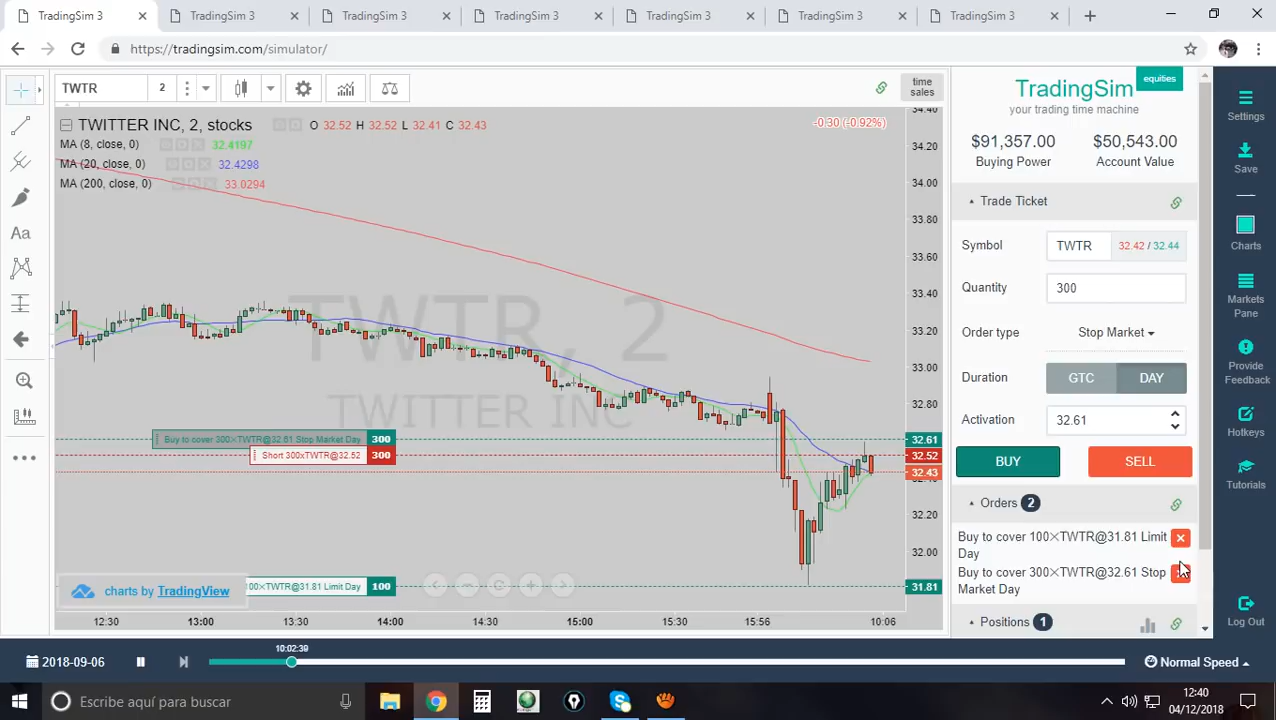 TradingSim 3
TradingSim 3
TradingSim 3
TradingSim 3
TradingSim 3
TradingSim 3
TradingSim 3
https://tradingsim.com/simulator/
TWTR
2
time
sales
TradingSim
equities
your trading time machine
Settings
TWITTER INC, 2, stocks
O 32.52 H 32.52 L 32.41 C 32.43
-0.30 (-0.92%)
MA (8, close, 0)
32.4197
MA (20, close, 0)
32.4298
MA (200, close, 0)
33.0294
34.40
34.20
34.00
33.80
33.60
33.40
33.20
33.00
32.80
32.61
32.52
32.43
32.20
32.00
31.81
TWTR, 2
TWITTER INC
Buy to cover 300×TWTR@32.61 Stop Market Day
300
Short 300xTWTR@32.52
300
100×TWTR@31.81 Limit Day
100
charts by TradingView
12:30
13:00
13:30
14:00
14:30
15:00
15:56
10:06
$91,357.00
Buying Power
$50,543.00
Account Value
Trade Ticket
Symbol
TWTR
32.42 / 32.44
Quantity
300
Order type
Stop Market
Duration
GTC
DAY
Activation
32.61
BUY
SELL
Orders 2
Buy to cover 100×TWTR@31.81 Limit
Day
Buy to cover 300×TWTR@32.61 Stop
Market Day
Positions 1
Save
Charts
Markets
Pane
Provide
Feedback
Hotkeys
Tutorials
Log Out
2018-09-06
10:02:39
Normal Speed
Escribe aquí para buscar
12:40
04/12/2018